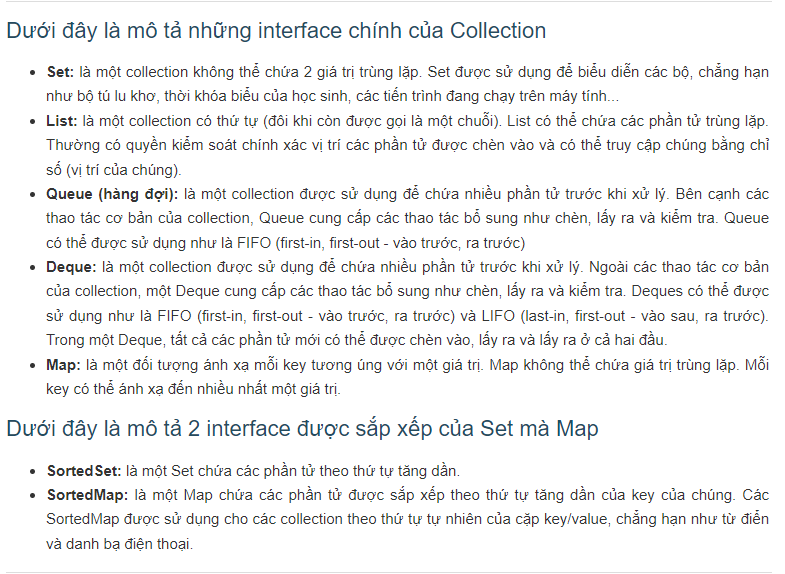 Dưới đây là mô tả những interface chính của Collection
Set: là một collection không thể chứa 2 giá trị trùng lặp. Set được sử dụng để biểu diễn các bộ, chẳng hạn
như bộ tú lu khơ, thời khóa biểu của học sinh, các tiến trình đang chạy trên máy tính...
List: là một collection có thứ tự (đôi khi còn được gọi là một chuỗi). List có thể chứa các phần tử trùng lặp.
Thường có quyền kiểm soát chính xác vị trí các phần tử được chèn vào và có thể truy cập chúng bằng chỉ
số (vị trí của chúng).
Queue (hàng đợi): là một collection được sử dụng để chứa nhiều phần tử trước khi xử lý. Bên cạnh các
thao tác cơ bản của collection, Queue cung cấp các thao tác bổ sung như chèn, lấy ra và kiểm tra. Queue
có thể được sử dụng như là FIFO (first-in, first-out - vào trước, ra trước)
Deque: là một collection được sử dụng để chứa nhiều phần tử trước khi xử lý. Ngoài các thao tác cơ bản
của collection, một Deque cung cấp các thao tác bổ sung như chèn, lấy ra và kiểm tra. Deques có thể được
sử dụng như là FIFO (first-in, first-out - vào trước, ra trước) và LIFO (last-in, first-out - vào sau, ra trước).
Trong một Deque, tất cả các phần tử mới có thể được chèn vào, lấy ra và lấy ra ở cả hai đầu.
Map: là một đối tượng ánh xạ mỗi key tương úng với một giá trị. Map không thể chứa giá trị trùng lặp. Mỗi
key có thể ánh xạ đến nhiều nhất một giá trị.
Dưới đây là mô tả 2 interface được sắp xếp của Set mà Map
SortedSet: là một Set chứa các phần tử theo thứ tự tăng dần.
SortedMap: là một Map chứa các phần tử được sắp xếp theo thứ tự tăng dần của key của chúng. Các
SortedMap được sử dụng cho các collection theo thứ tự tự nhiên của cặp key/value, chẳng hạn như từ điển
và danh bạ điện thoại.